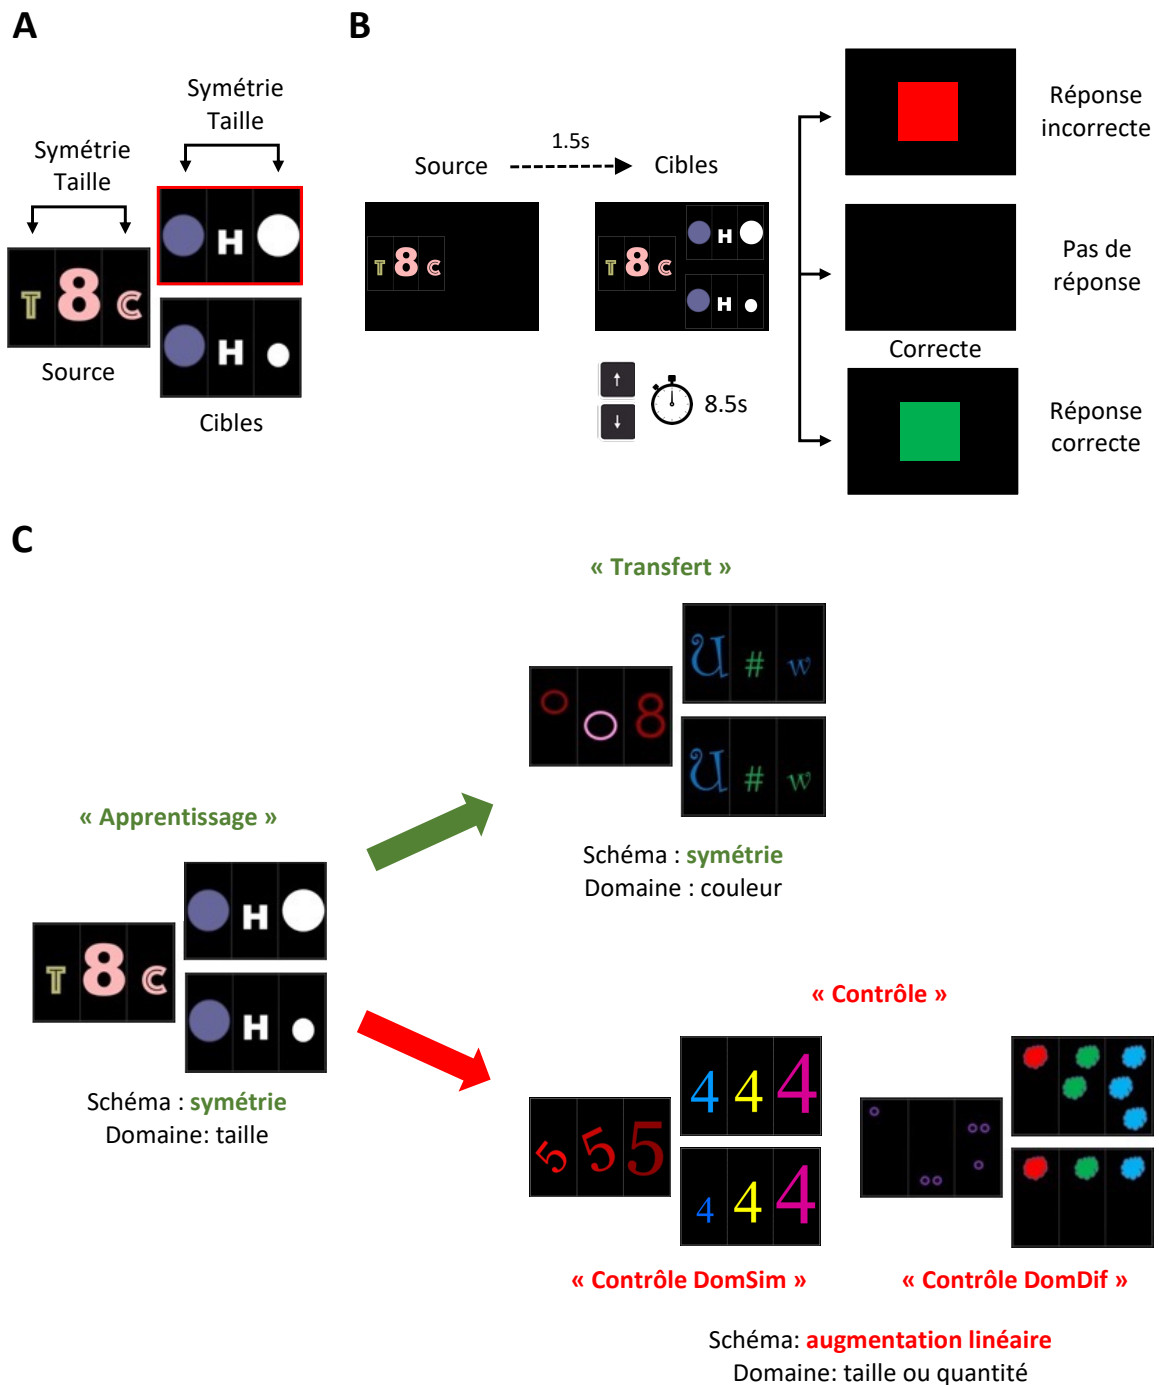 A
B
Symétrie
Taille
Symétrie
Taille
T 8 C
H
H
Source
Cibles
Source
1.5s
Cibles
T 8 C
H
H
T 8 C
↑
↓
8.5s
Réponse
incorrecte
Pas de
réponse
Correcte
Réponse
correcte
C
« Transfert »
o O 8
U # w
U # w
Schéma : symétrie
Domaine : couleur
« Apprentissage »
T 8 C
H
H
Schéma : symétrie
Domaine: taille
« Contrôle »
5 5 5
4 4 4
4 4 4
« Contrôle DomSim »
« Contrôle DomDif »
Schéma: augmentation linéaire
Domaine: taille ou quantité